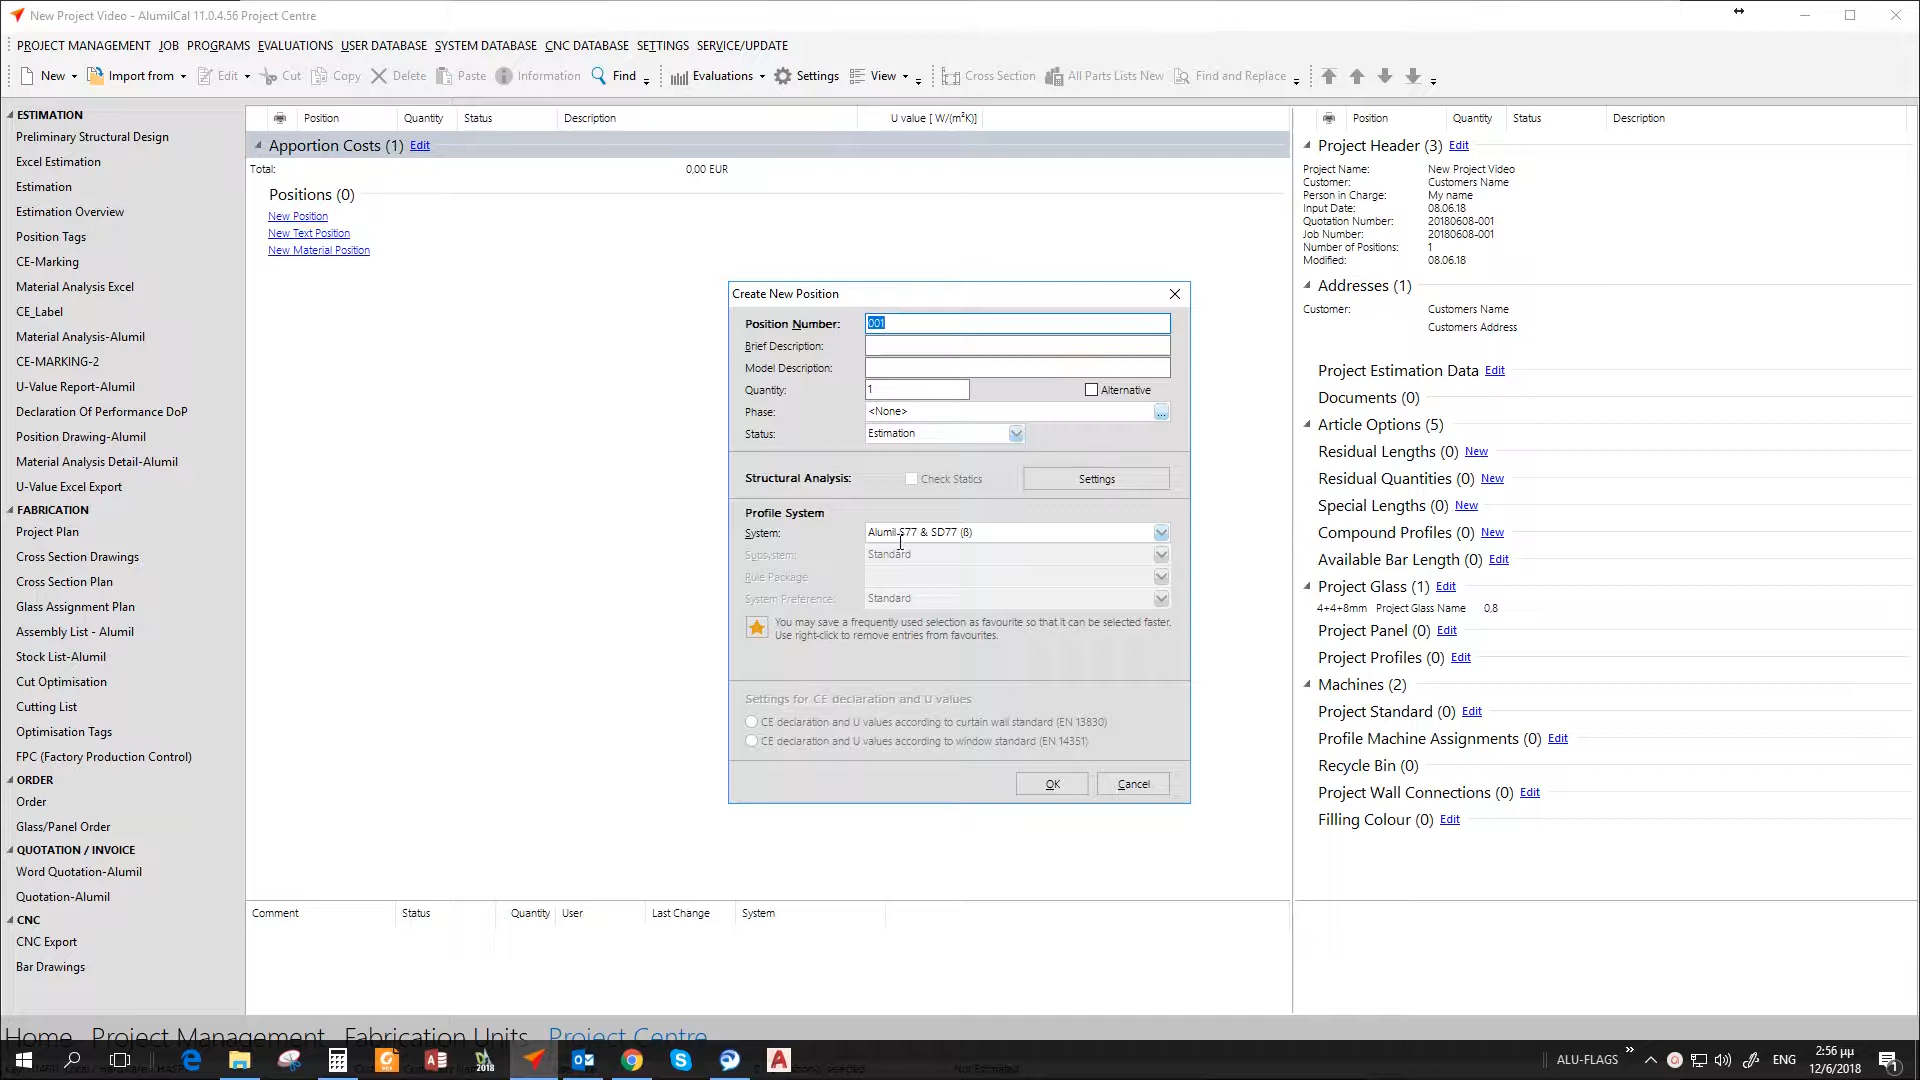 New Project Video - AlumilCal 11.0.4.56 Project Centre
PROJECT MANAGEMENT JOB PROGRAMS EVALUATIONS USER DATABASE SYSTEM DATABASE CNC DATABASE SETTINGS SERVICE/UPDATE
New Import from Edit Cut Copy Delete Paste Information Find Evaluations Settings View Cross Section All Parts Lists New Find and Replace
ESTIMATION
Preliminary Structural Design
Excel Estimation
Estimation
Estimation Overview
Position Tags
CE-Marking
Material Analysis Excel
CE_Label
Material Analysis-Alumil
CE-MARKING-2
U-Value Report-Alumil
Declaration Of Performance DoP
Position Drawing-Alumil
Material Analysis Detail-Alumil
U-Value Excel Export
FABRICATION
Project Plan
Cross Section Drawings
Cross Section Plan
Glass Assignment Plan
Assembly List - Alumil
Stock List-Alumil
Cut Optimisation
Cutting List
Optimisation Tags
FPC (Factory Production Control)
ORDER
Order
Glass/Panel Order
QUOTATION / INVOICE
Word Quotation-Alumil
Quotation-Alumil
CNC
CNC Export
Bar Drawings
Position Quantity Status Description U value [ W/(m²K)]
Apportion Costs (1) Edit
Total: 0,00 EUR
Positions (0)
New Position
New Text Position
New Material Position
Create New Position
Position Number: 001
Brief Description:
Model Description:
Quantity: 1 Alternative
Phase: <None> ...
Status: Estimation
Structural Analysis: Check Statics Settings
Profile System
System: Alumil-S77 & SD77 (ß)
Subsystem: Standard
Rule Package
System Preference: Standard
You may save a frequently used selection as favourite so that it can be selected faster.
Use right-click to remove entries from favourites.
Settings for CE declaration and U values
CE declaration and U values according to curtain wall standard (EN 13830)
CE declaration and U values according to window standard (EN 14351)
OK Cancel
Comment Status Quantity User Last Change System
Position Quantity Status Description
Project Header (3) Edit
Project Name: New Project Video
Customer: Customers Name
Person in Charge: My name
Input Date: 08.06.18
Quotation Number: 20180608-001
Job Number: 20180608-001
Number of Positions: 1
Modified: 08.06.18
Addresses (1)
Customer: Customers Name
Customers Address
Project Estimation Data Edit
Documents (0)
Article Options (5)
Residual Lengths (0) New
Residual Quantities (0) New
Special Lengths (0) New
Compound Profiles (0) New
Available Bar Length (0) Edit
Project Glass (1) Edit
4+4+8mm Project Glass Name 0,8
Project Panel (0) Edit
Project Profiles (0) Edit
Machines (2)
Project Standard (0) Edit
Profile Machine Assignments (0) Edit
Recycle Bin (0)
Project Wall Connections (0) Edit
Filling Colour (0) Edit
Home Project Management Fabrication Units Project Centre
2018
ALU-FLAGS » ENG 2:56 μμ
12/6/2018
1